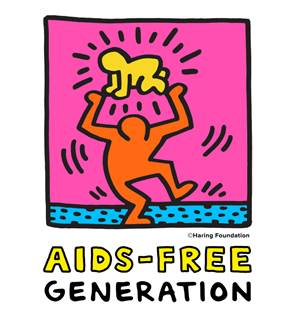 ©Haring Foundation
AIDS-FREE
GENERATION